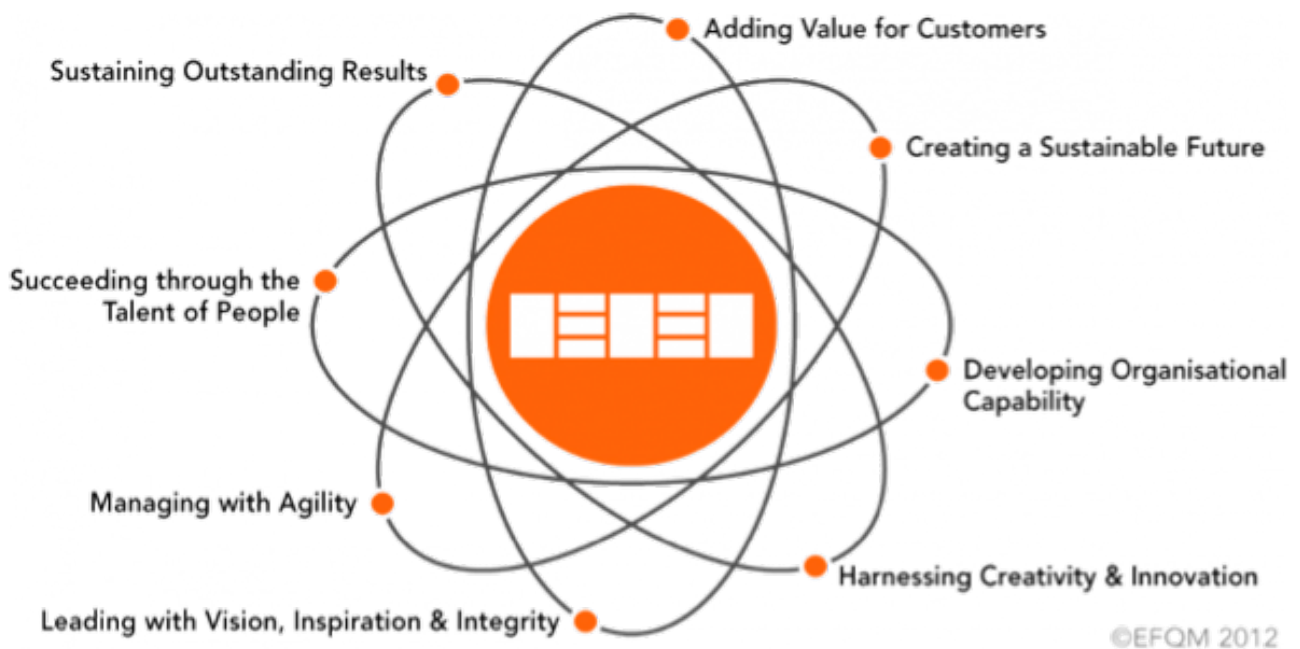 Adding Value for Customers
Sustaining Outstanding Results
Creating a Sustainable Future
Succeeding through the
Talent of People
Developing Organisational
Capability
Managing with Agility
Harnessing Creativity & Innovation
Leading with Vision, Inspiration & Integrity
©EFQM 2012